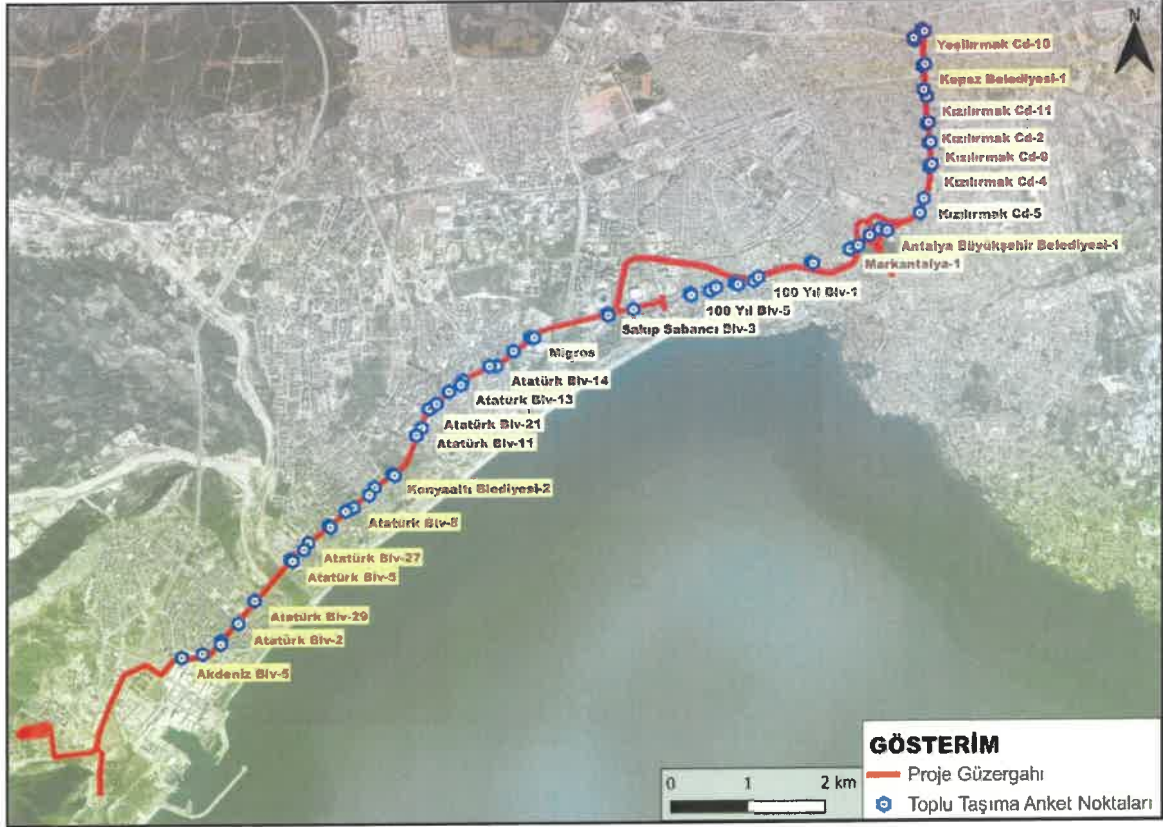 N
Yeşilırmak Cd-10
Kepez Belediyesi-1
Kızılırmak Cd-11
Kızılırmak Cd-2
Kızılırmak Cd-9
Kızılırmak Cd-4
Kızılırmak Cd-5
Antalya Büyükşehir Belediyesi-1
Markantalya-1
100 Yıl Blv-1
100 Yıl Blv-5
Sakıp Sabancı Blv-3
Migros
Atatürk Blv-14
Atatürk Blv-13
Atatürk Blv-21
Atatürk Blv-11
Konyaaltı Blediyesi-2
Atatürk Blv-8
Atatürk Blv-27
Atatürk Blv-5
Atatürk Blv-29
Atatürk Blv-2
Akdeniz Blv-5
GÖSTERİM
Proje Güzergahı
Toplu Taşıma Anket Noktaları
0 1 2 km